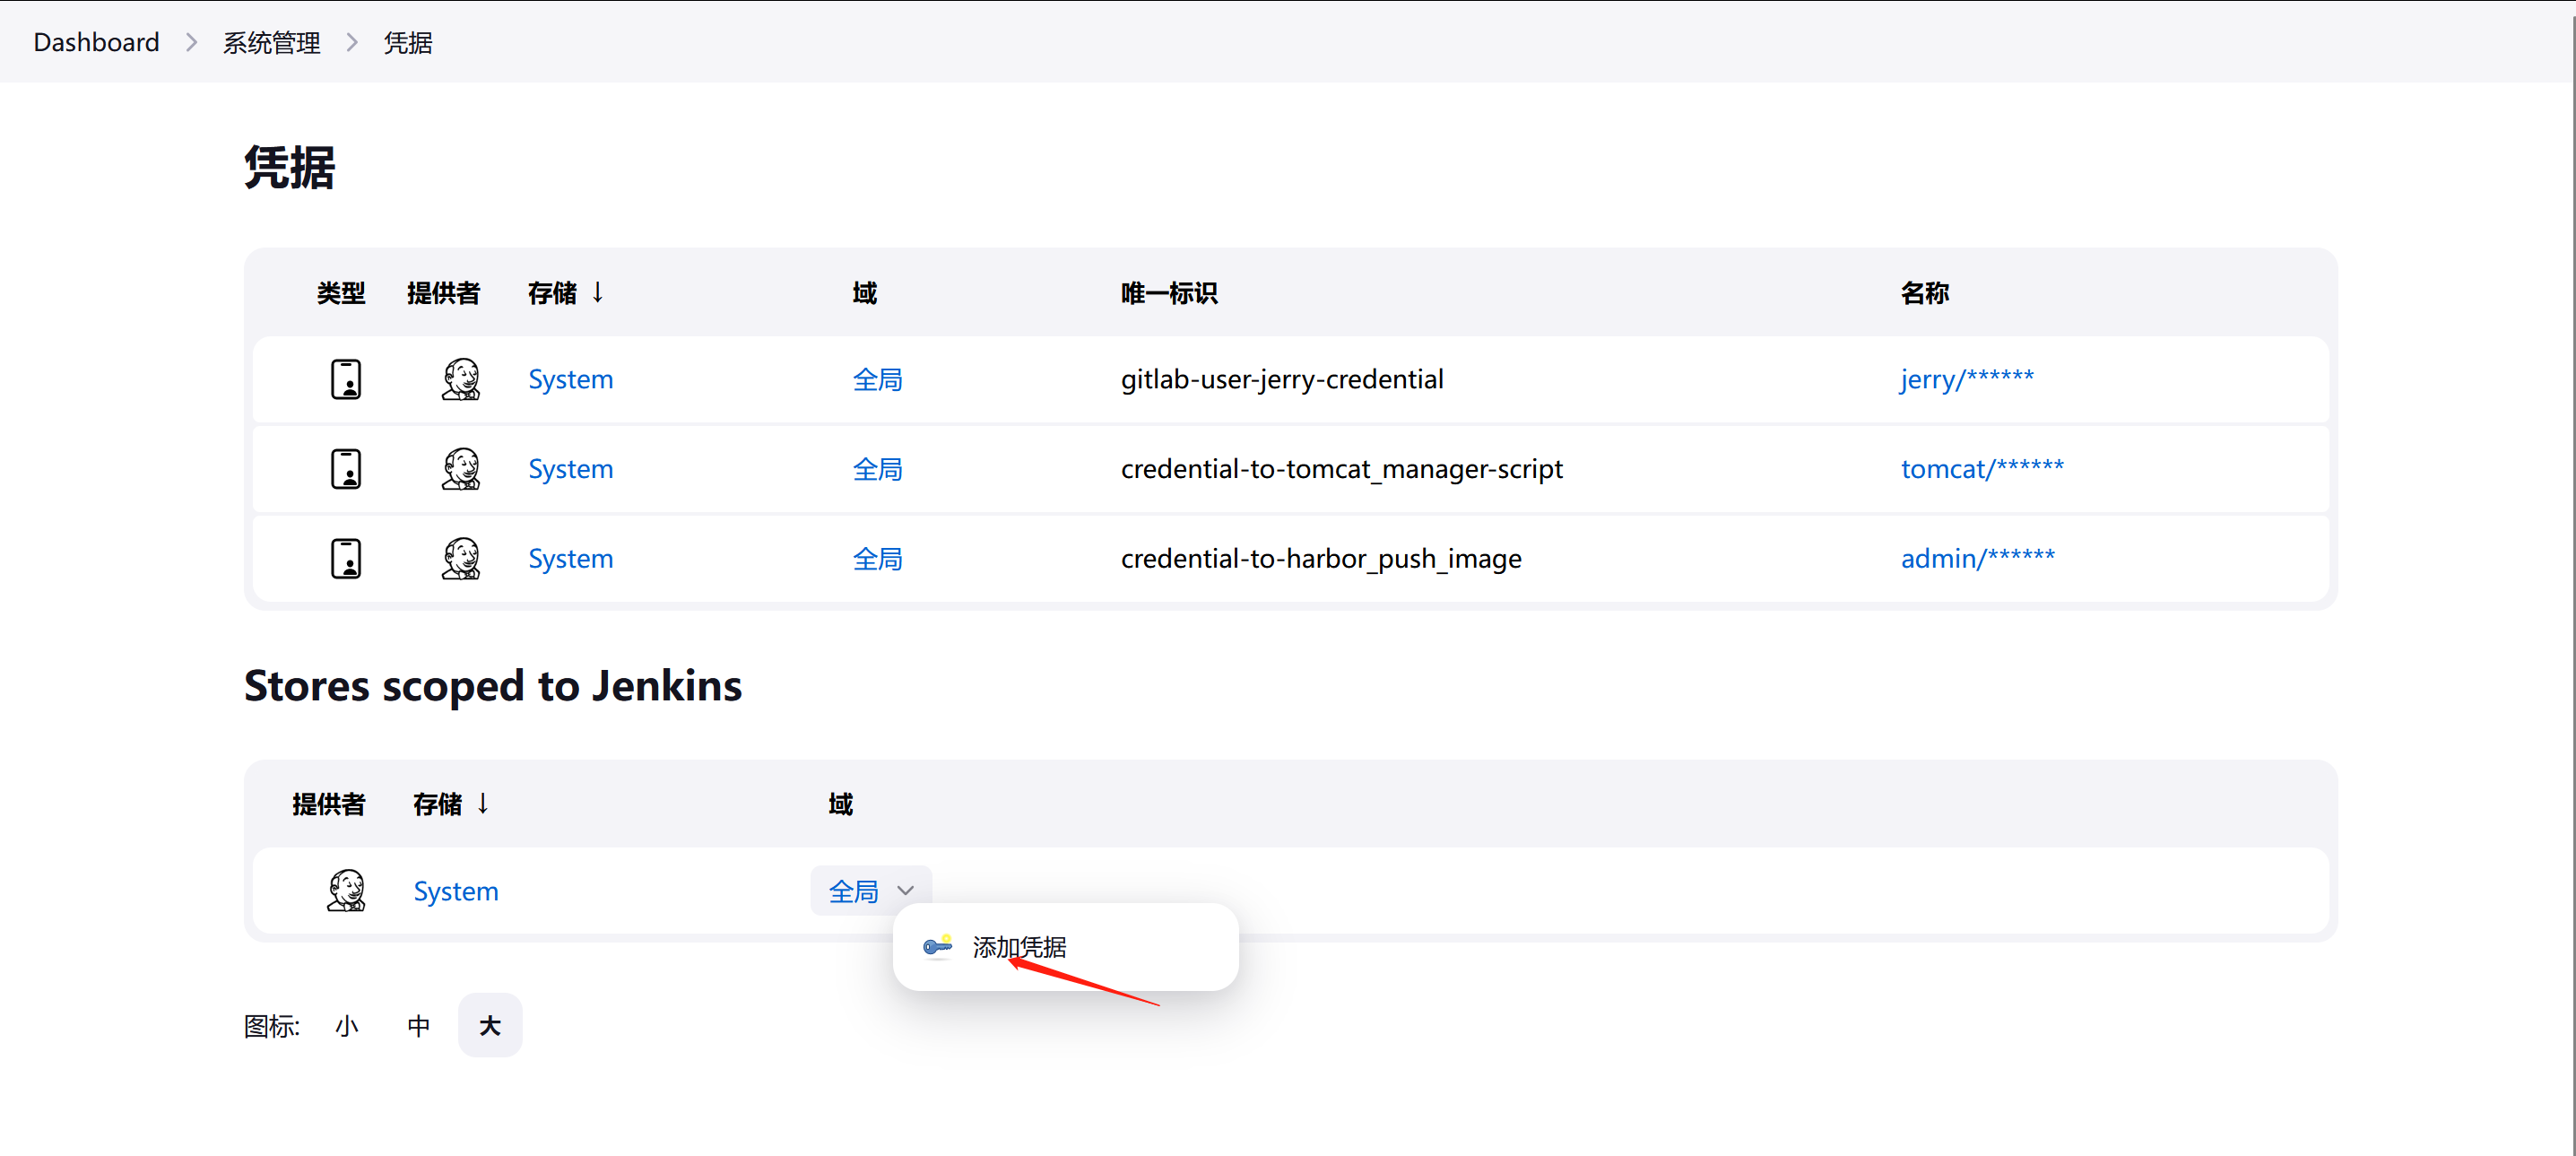 Dashboard 系统管理 凭据
凭据
类型 提供者 存储 ↓ 域 唯一标识 名称
System 全局 gitlab-user-jerry-credential jerry/******
System 全局 credential-to-tomcat_manager-script tomcat/******
System 全局 credential-to-harbor_push_image admin/******
Stores scoped to Jenkins
提供者 存储 ↓ 域
System 全局
添加凭据
图标: 小 中 大